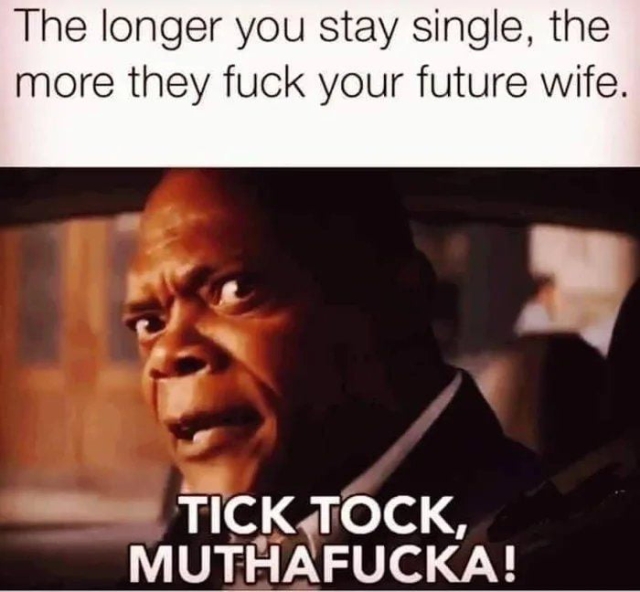 The longer you stay single, the
more they fuck your future wife.
TICK TOCK,
MUTHAFUCKA!